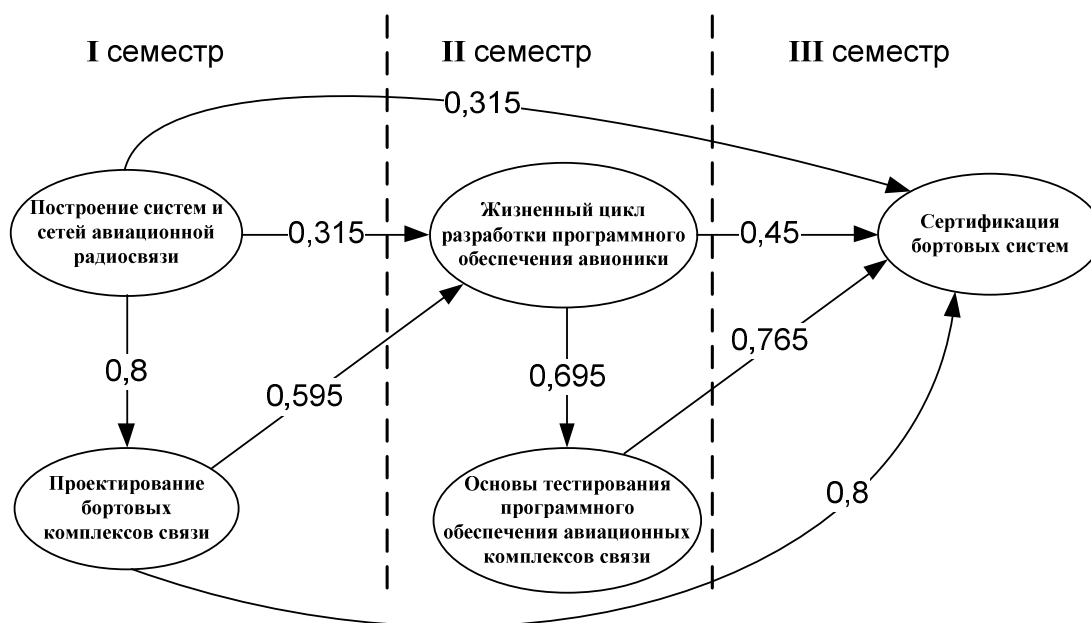 I семестр
II семестр
III семестр
0,315
Построение систем и
сетей авиационной
радиосвязи
0,315
Жизненный цикл
разработки программного
обеспечения авионики
0,45
Сертификация
бортовых систем
0,8
0,595
0,695
0,765
Проектирование
бортовых
комплексов связи
Основы тестирования
программного
обеспечения авиационных
комплексов связи
0,8